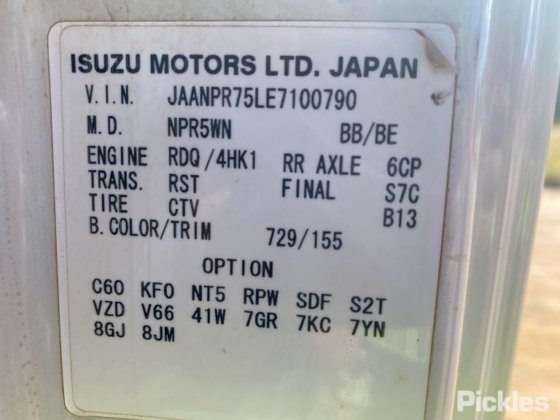 ISUZU MOTORS LTD. JAPAN
V.I.N. JAANPR75LE7100790
M.D. NPR5WN BB/BE
ENGINE RDQ/4HK1 RR AXLE 6CP
TRANS. RST FINAL S7C
TIRE CTV B13
B.COLOR/TRIM 729/155
OPTION
C60 KFO NT5 RPW SDF S2T
VZD V66 41W 7GR 7KC 7YN
8GJ 8JM
Pickles